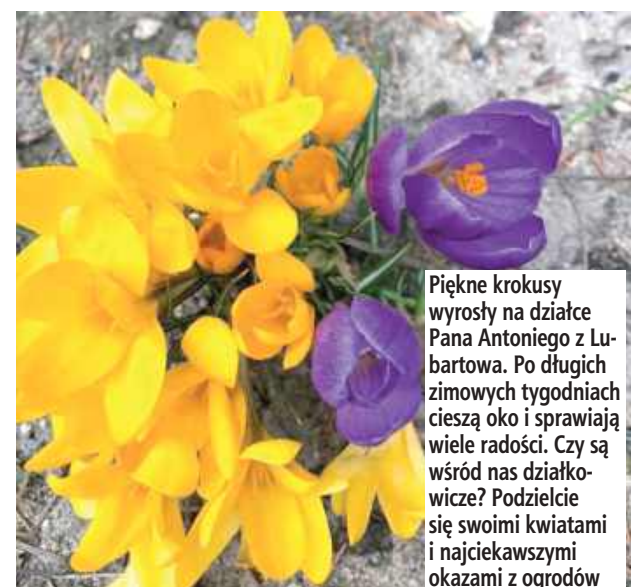 Piękne krokusy
wyrosły na działce
Pana Antoniego z Lu-
bartowa. Po długich
zimowych tygodniach
cieszą oko i sprawiają
wiele radości. Czy są
wśród nas działko-
wicze? Podzielcie
się swoimi kwiatami
i najciekawszymi
okazami z ogrodów